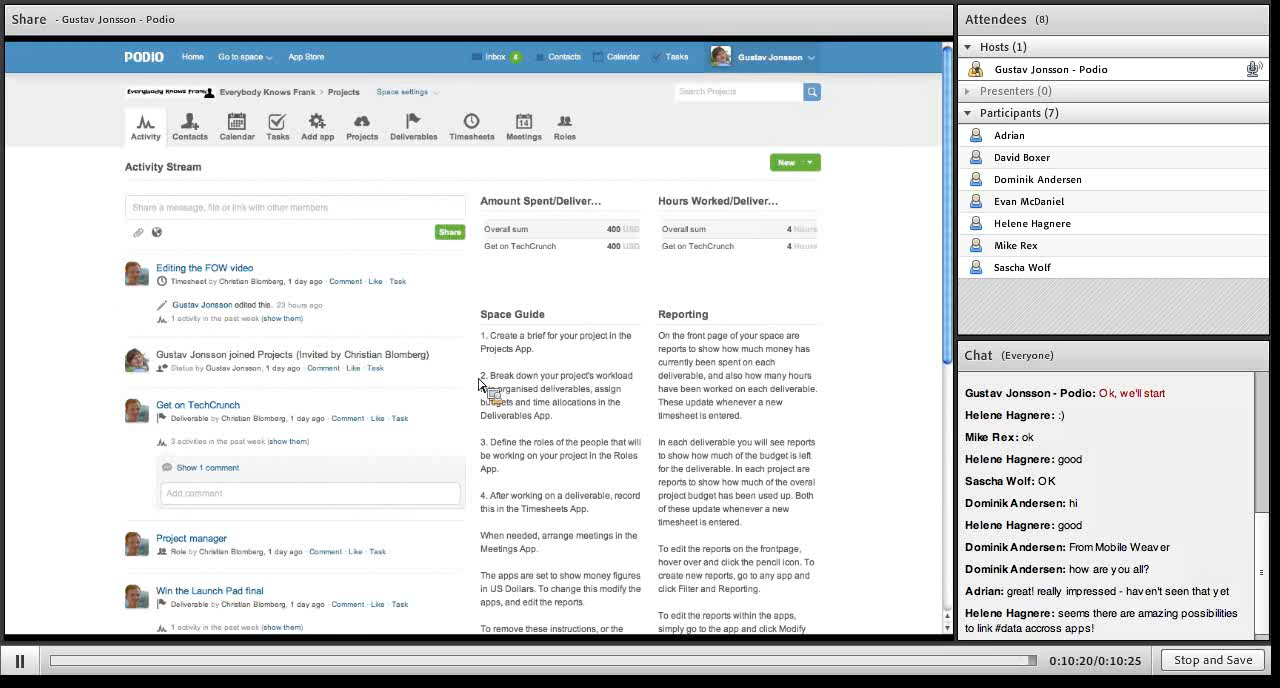 Share - Gustav Jonsson - Podio
PODIO Home Go to space App Store Inbox 6 Contacts Calendar Tasks Gustav Jonsson
Everybody Knows Frank Everybody Knows Frank > Projects Space settings Search Projects
Activity Contacts Calendar Tasks Add app Projects Deliverables Timesheets 14 Meetings Roles
Activity Stream New
Share a message, file or link with other members
Share
Editing the FOW video
Timesheet by Christian Blomberg, 1 day ago · Comment · Like · Task
Gustav Jonsson edited this. 23 hours ago
1 activity in the past week (show them)
Gustav Jonsson joined Projects (Invited by Christian Blomberg)
Status by Gustav Jonsson, 1 day ago · Comment Like Task
Get on TechCrunch
Deliverable by Christian Blomberg, 1 day ago · Comment · Like · Task
3 activities in the past week (show them)
Show 1 comment
Add comment
Project manager
Role by Christian Blomberg, 1 day ago · Comment · Like · Task
Win the Launch Pad final
Deliverable by Christian Blomberg, 1 day ago · Comment · Like · Task
1 activity in the past week (show them)
Amount Spent/Deliver...
Overall sum 400 USD
Get on TechCrunch 400 USD
Hours Worked/Deliver...
Overall sum 4 Hours
Get on TechCrunch 4 Hours
Space Guide
1. Create a brief for your project in the
Projects App.
2. Break down your project's workload
organised deliverables, assign
budgets and time allocations in the
Deliverables App.
3. Define the roles of the people that will
be working on your project in the Roles
App.
4. After working on a deliverable, record
this in the Timesheets App.
When needed, arrange meetings in the
Meetings App.
The apps are set to show money figures
in US Dollars. To change this modify the
apps, and edit the reports.
To remove these instructions, or the
Reporting
On the front page of your space are
reports to show how much money has
currently been spent on each
deliverable, and also how many hours
have been worked on each deliverable.
These update whenever a new
timesheet is entered.
In each deliverable you will see reports
to show how much of the budget is left
for the deliverable. In each project are
reports to show how much of the overal
project budget has been used up. Both
of these update whenever a new
timesheet is entered.
To edit the reports on the frontpage,
hover over and click the pencil icon. To
create new reports, go to any app and
click Filter and Reporting.
To edit the reports within the apps,
simply go to the app and click Modify
Attendees (8)
Hosts (1)
Gustav Jonsson - Podio
Presenters (0)
Participants (7)
Adrian
David Boxer
Dominik Andersen
Evan McDaniel
Helene Hagnere
Mike Rex
Sascha Wolf
Chat (Everyone)
Gustav Jonsson - Podio: Ok, we'll start
Helene Hagnere: :)
Mike Rex: ok
Helene Hagnere: good
Sascha Wolf: OK
Dominik Andersen: hi
Helene Hagnere: good
Dominik Andersen: From Mobile Weaver
Dominik Andersen: how are you all?
Adrian: great! really impressed - haven't seen that yet
Helene Hagnere: seems there are amazing possibilities
to link #data accross apps!
0:10:20/0:10:25 Stop and Save